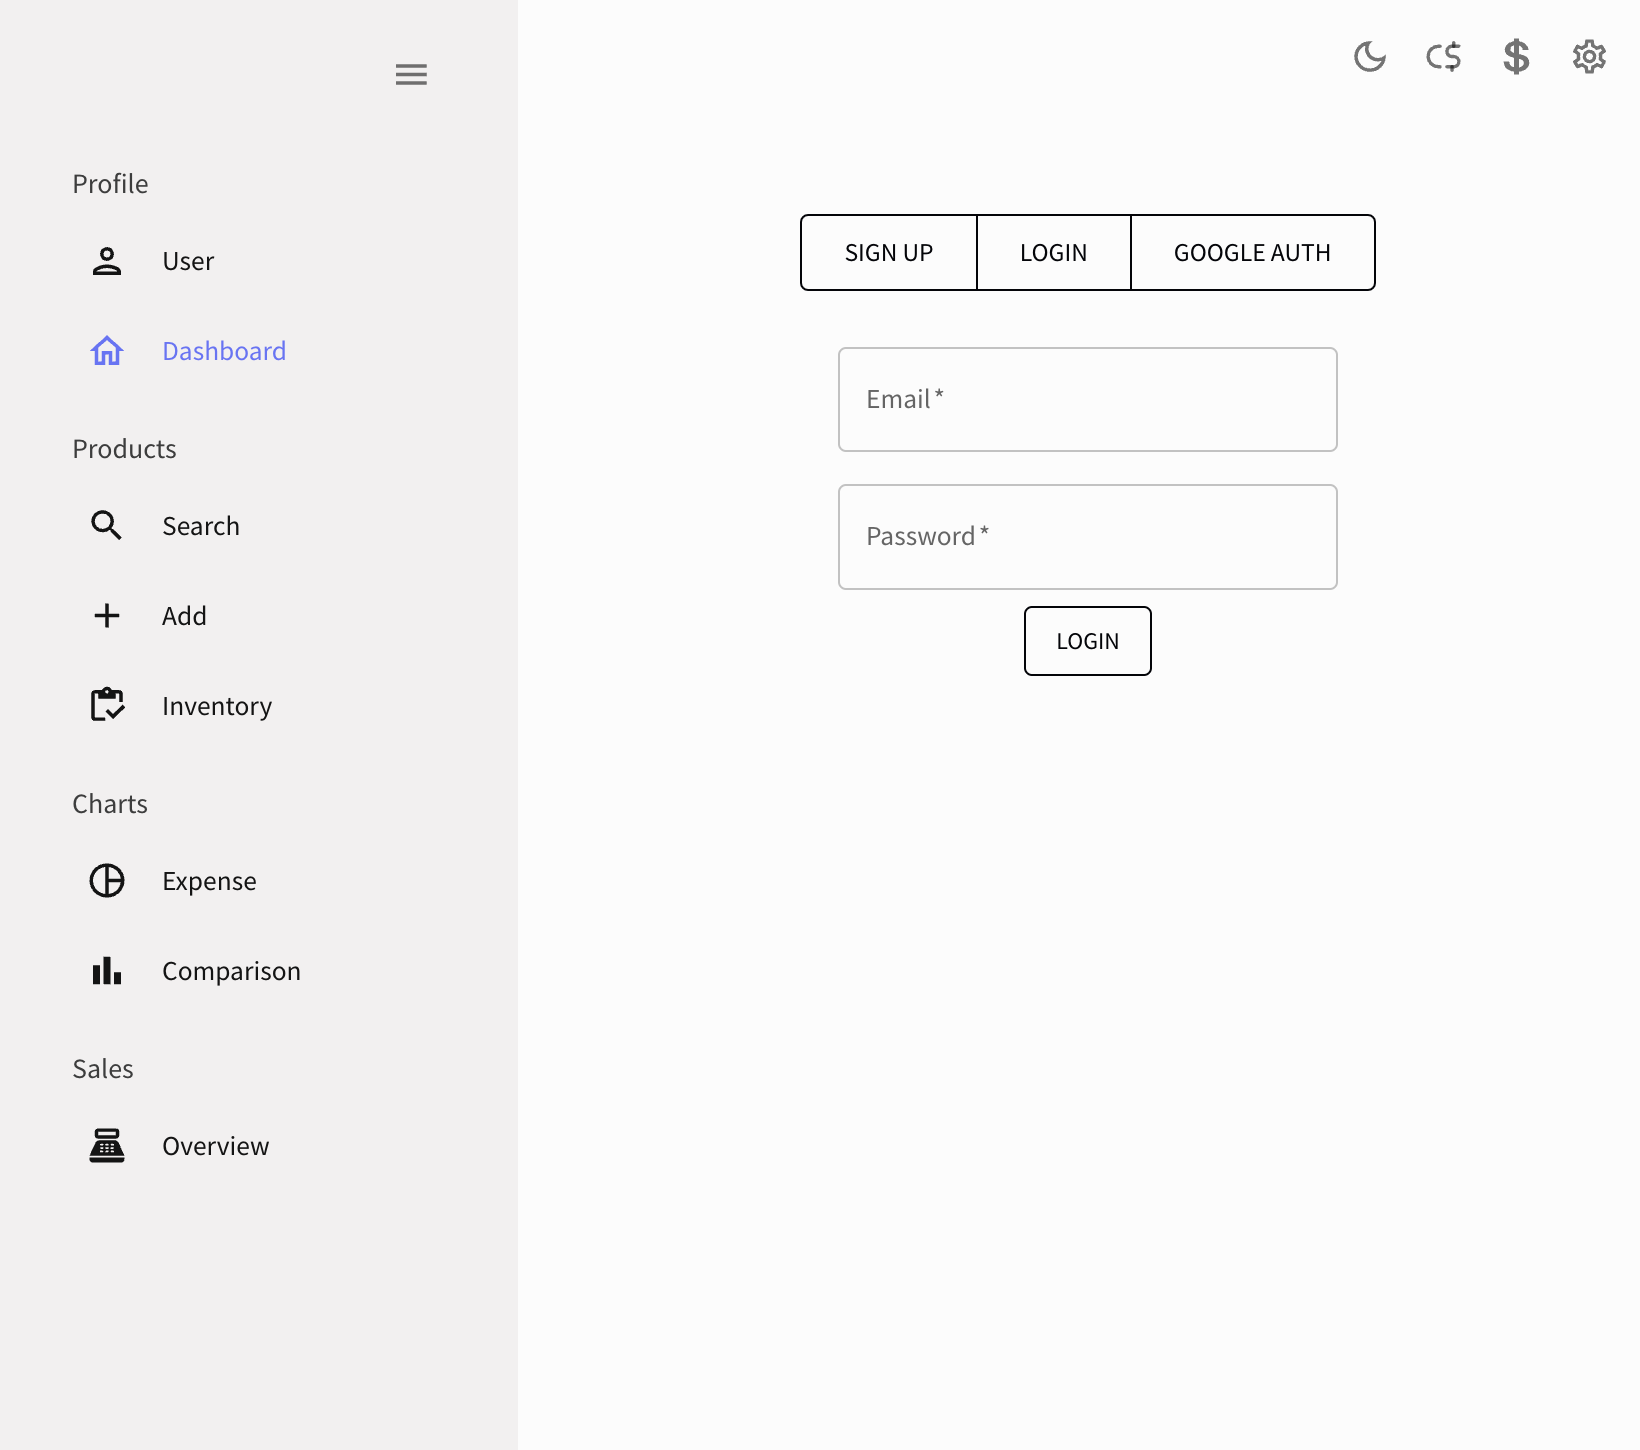 C$ $
Profile
User
Dashboard
Products
Search
Add
Inventory
Charts
Expense
Comparison
Sales
Overview
SIGN UP LOGIN GOOGLE AUTH
Email *
Password *
LOGIN